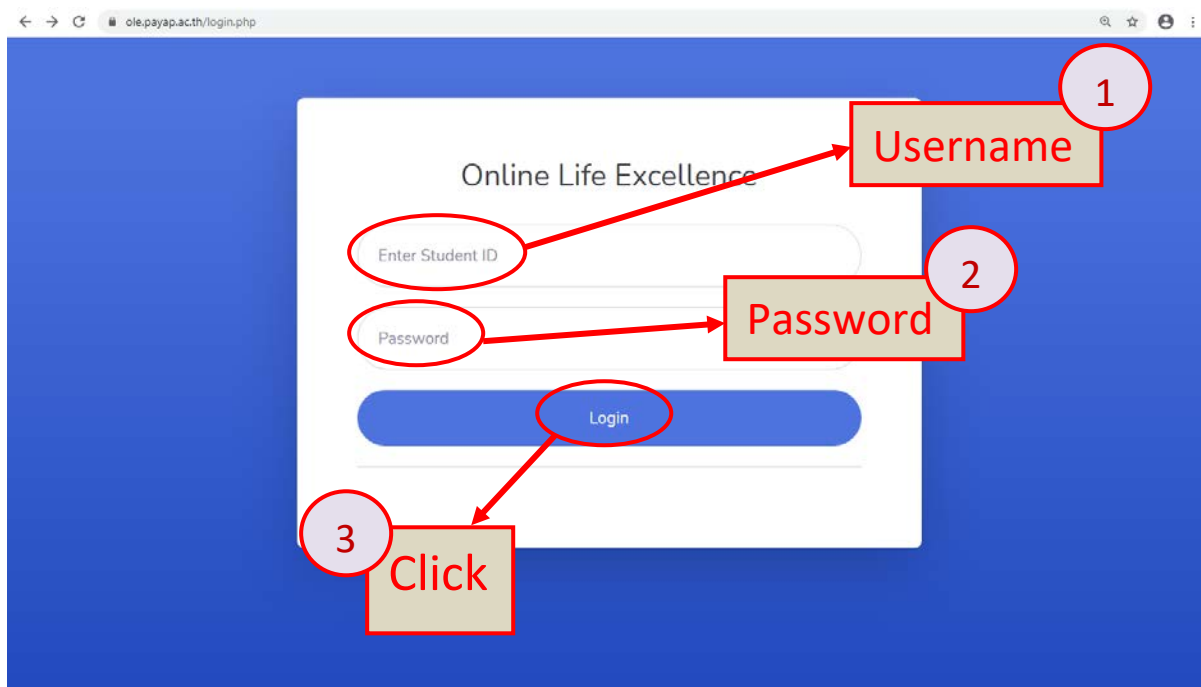 ole.payap.ac.th/login.php
1
Username
Online Life Excellence
Enter Student ID
2
Password
Password
Login
3
Click